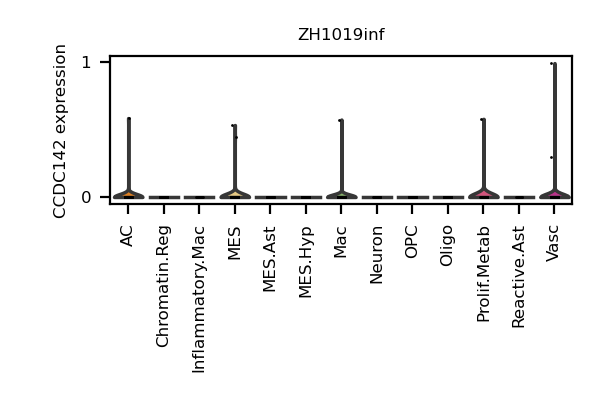 ZH1019inf
CCDC142 expression
1
0
AC
Chromatin.Reg
Inflammatory.Mac
MES
MES.Ast
MES.Hyp
Mac
Neuron
OPC
Oligo
Prolif.Metab
Reactive.Ast
Vasc